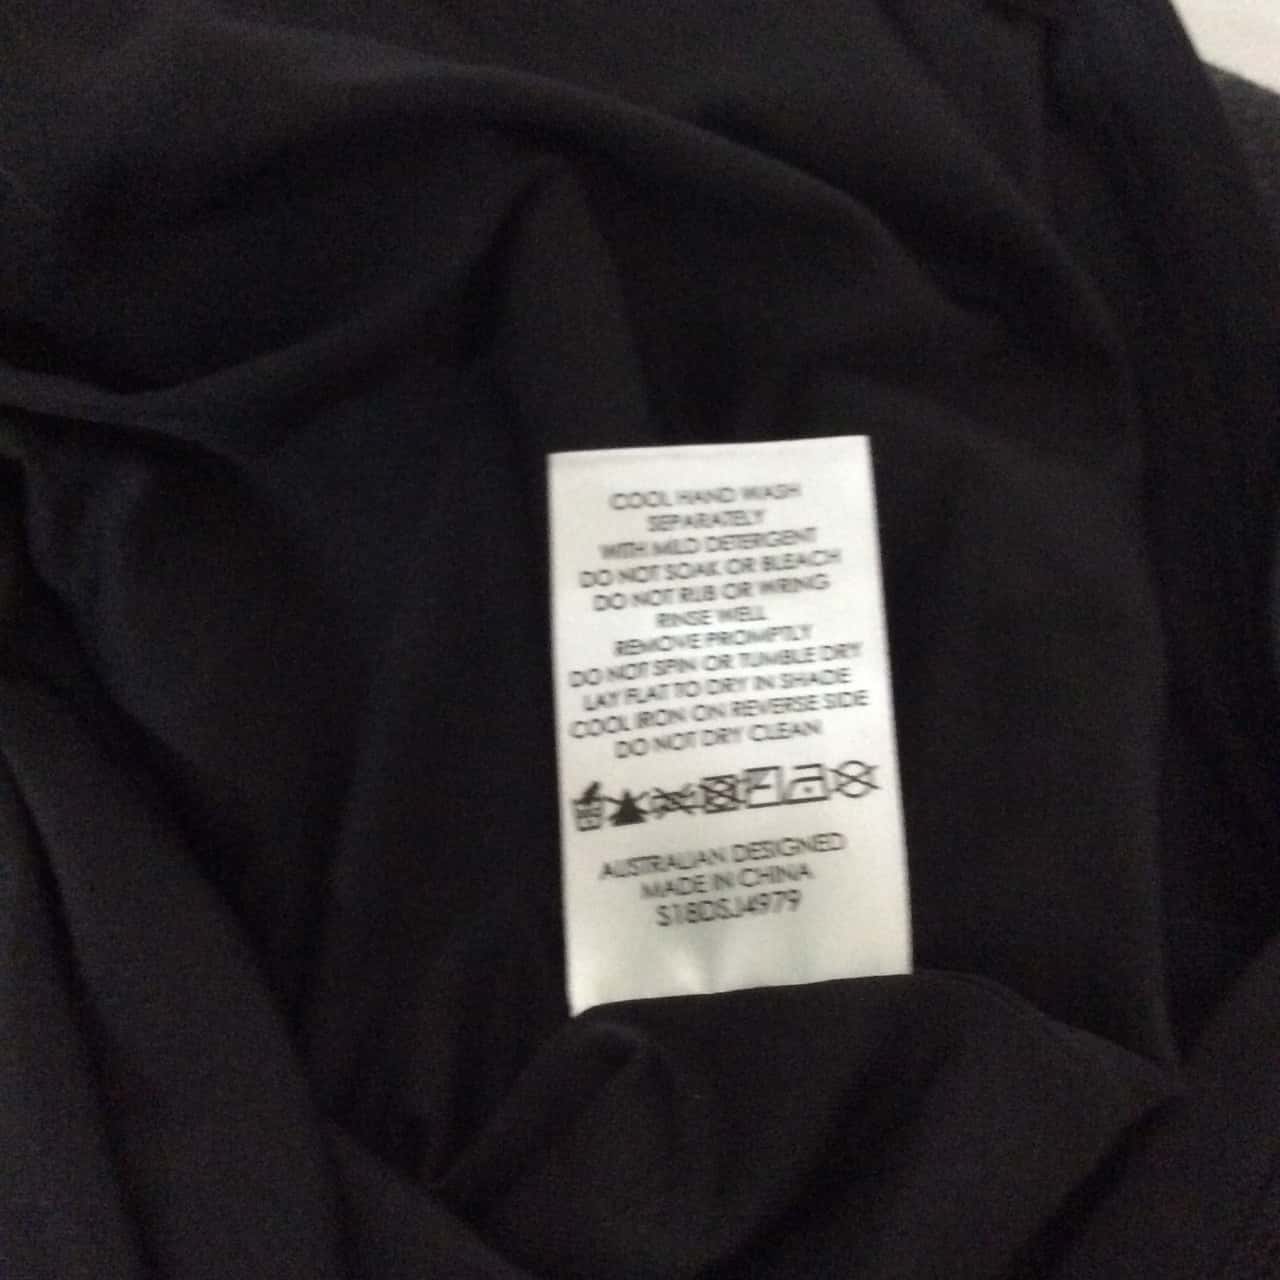 COOL HAND WASH
SEPARATELY
WITH MILD DETERGENT
DO NOT SOAK OR BLEACH
DO NOT RUB OR WRING
RINSE WELL
REMOVE PROMPTLY
DO NOT SPIN OR TUMBLE DRY
LAY FLAT TO DRY IN SHADE
COOL IRON ON REVERSE SIDE
DO NOT DRY CLEAN
AUSTRALIAN DESIGNED
MADE IN CHINA
S18DSJ4979